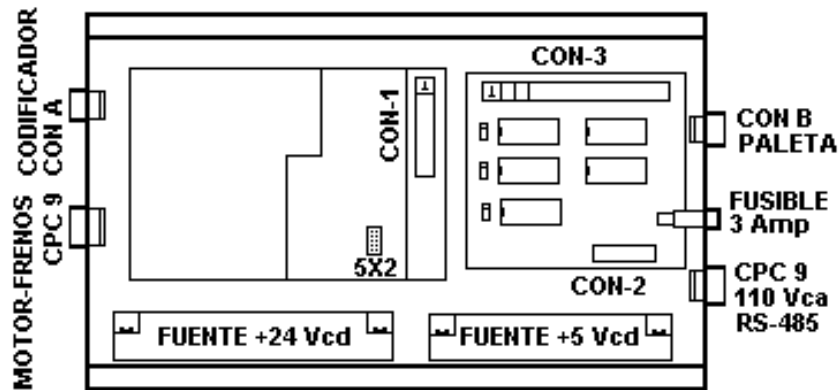 CODIFICADOR
CON A
MOTOR-FRENOS
CPC 9
CON-1
5X2
CON-3
1
CON-2
CON B
PALETA
FUSIBLE
3 Amp
CPC 9
110 Vca
RS-485
FUENTE +24 Vcd
FUENTE +5 Vcd